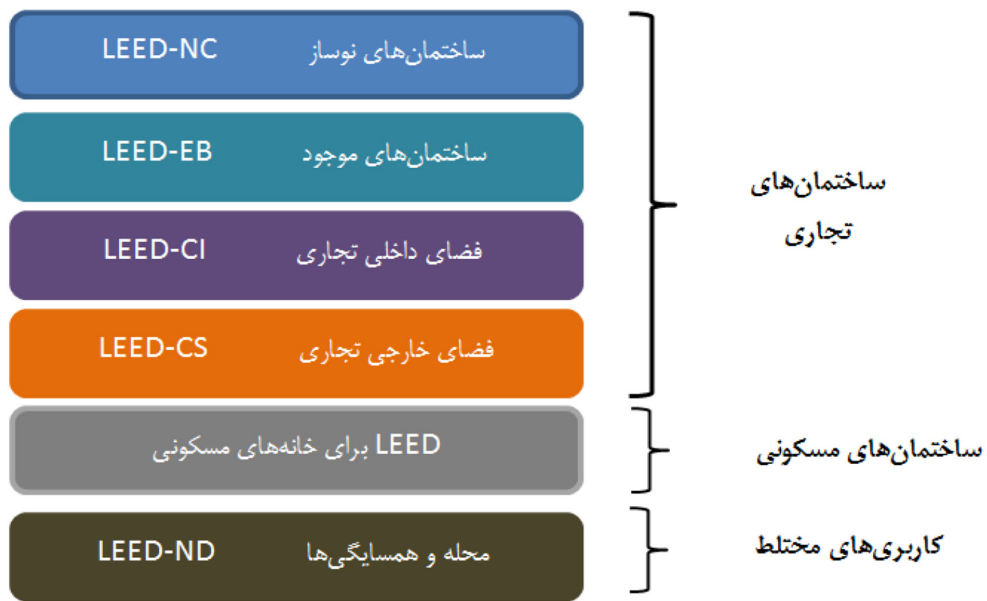 ساختمان‌های نوساز LEED-NC
ساختمان‌های موجود LEED-EB
فضای داخلی تجاری LEED-CI
فضای خارجی تجاری LEED-CS
ساختمان‌های
تجاری
LEED برای خانه‌های مسکونی
ساختمان‌های مسکونی
محله و همسایگی‌ها LEED-ND
کاربری‌های مختلط